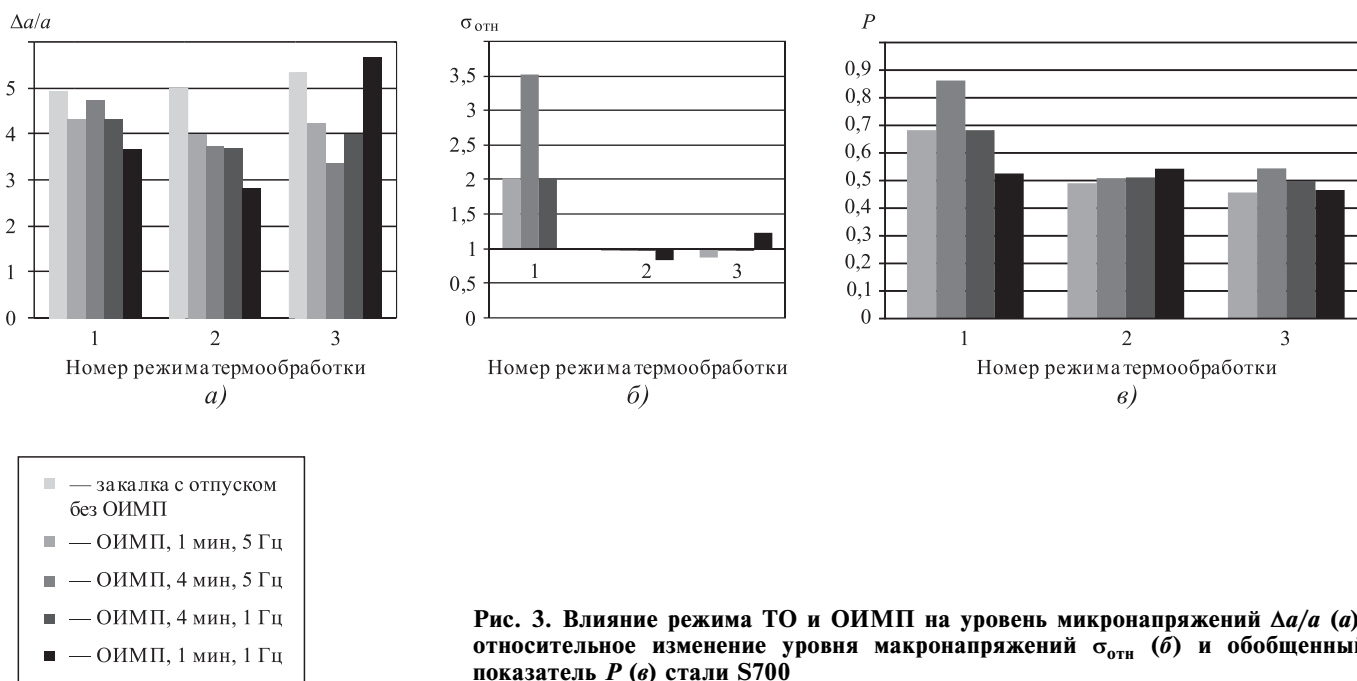 Δa/a
5
4
3
2
1
0
1 2 3
Номер режима термообработки
а)
σотн
3,5
3
2,5
2
1,5
1
0,5
0
1 2 3
Номер режима термообработки
б)
P
0,9
0,8
0,7
0,6
0,5
0,4
0,3
0,2
0,1
0
1 2 3
Номер режима термообработки
в)
— закалка с отпуском
без ОИМП
— ОИМП, 1 мин, 5 Гц
— ОИМП, 4 мин, 5 Гц
— ОИМП, 4 мин, 1 Гц
— ОИМП, 1 мин, 1 Гц
Рис. 3. Влияние режима ТО и ОИМП на уровень микронапряжений Δa/a (а)
относительное изменение уровня макронапряжений σотн (б) и обобщенны
показатель P (в) стали S700